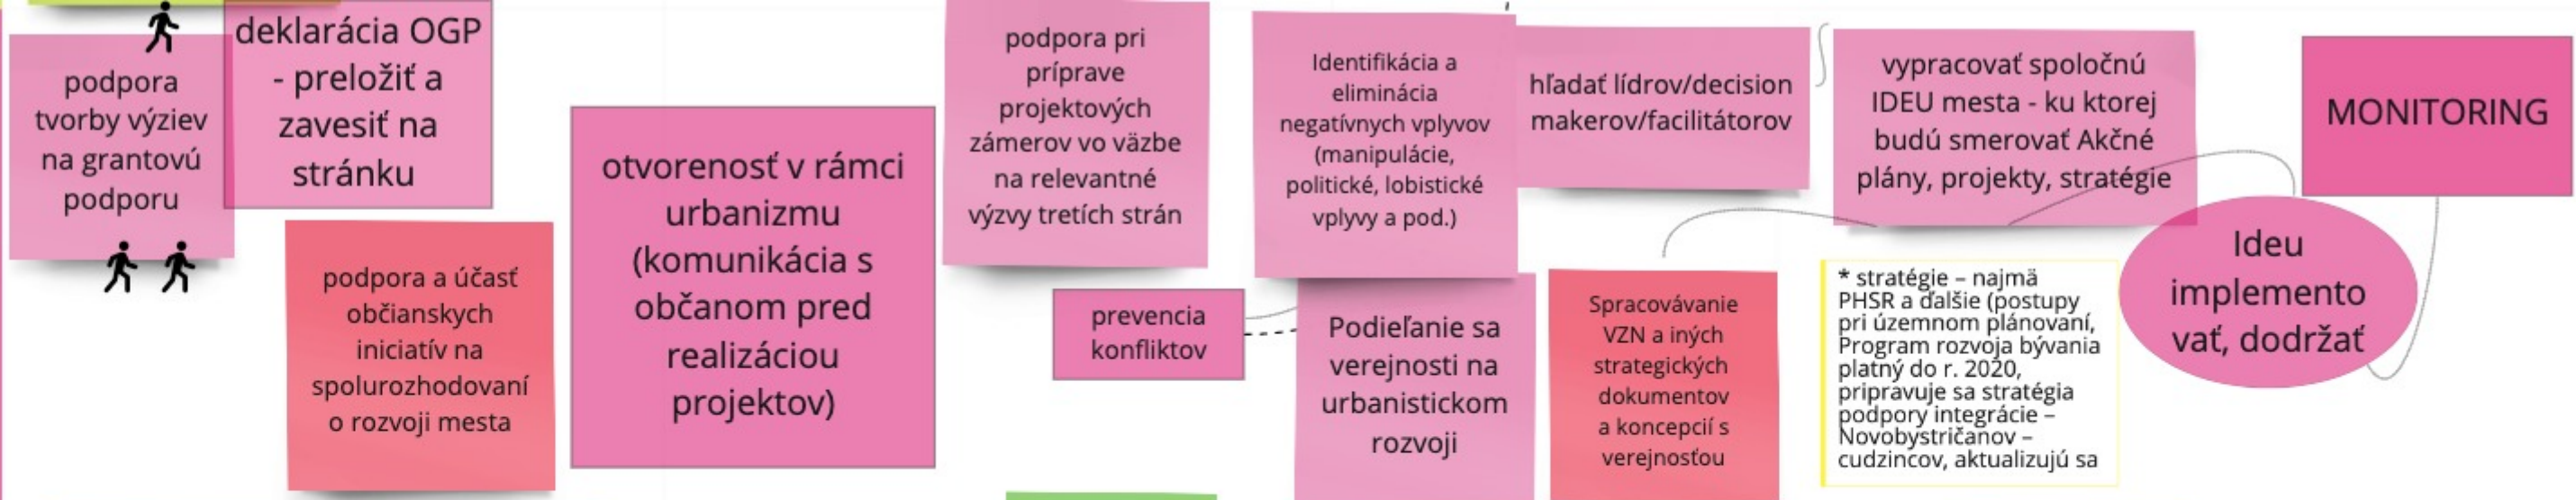 podpora
tvorby výziev
na grantovú
podporu
deklarácia OGP
- preložiť a
zavesiť na
stránku
podpora a účasť
občianskych
iniciatív na
spolurozhodovaní
o rozvoji mesta
otvorenosť v rámci
urbanizmu
(komunikácia s
občanom pred
realizáciou
projektov)
podpora pri
príprave
projektových
zámerov vo väzbe
na relevantné
výzvy tretích strán
prevencia
konfliktov
Identifikácia a
eliminácia
negatívnych vplyvov
(manipulácie,
politické, lobistické
vplyvy a pod.)
Podieľanie sa
verejnosti na
urbanistickom
rozvoji
hľadať lídrov/decision
makerov/facilitátorov
Spracovávanie
VZN a iných
strategických
dokumentov
a koncepcií s
verejnosťou
vypracovať spoločnú
IDEU mesta - ku ktorej
budú smerovať Akčné
plány, projekty, stratégie
* stratégie – najmä
PHSR a ďalšie (postupy
pri územnom plánovaní,
Program rozvoja bývania
platný do r. 2020,
pripravuje sa stratégia
podpory integrácie –
Novobystričanov –
cudzincov, aktualizujú sa
MONITORING
Ideu
implemento
vať, dodržať